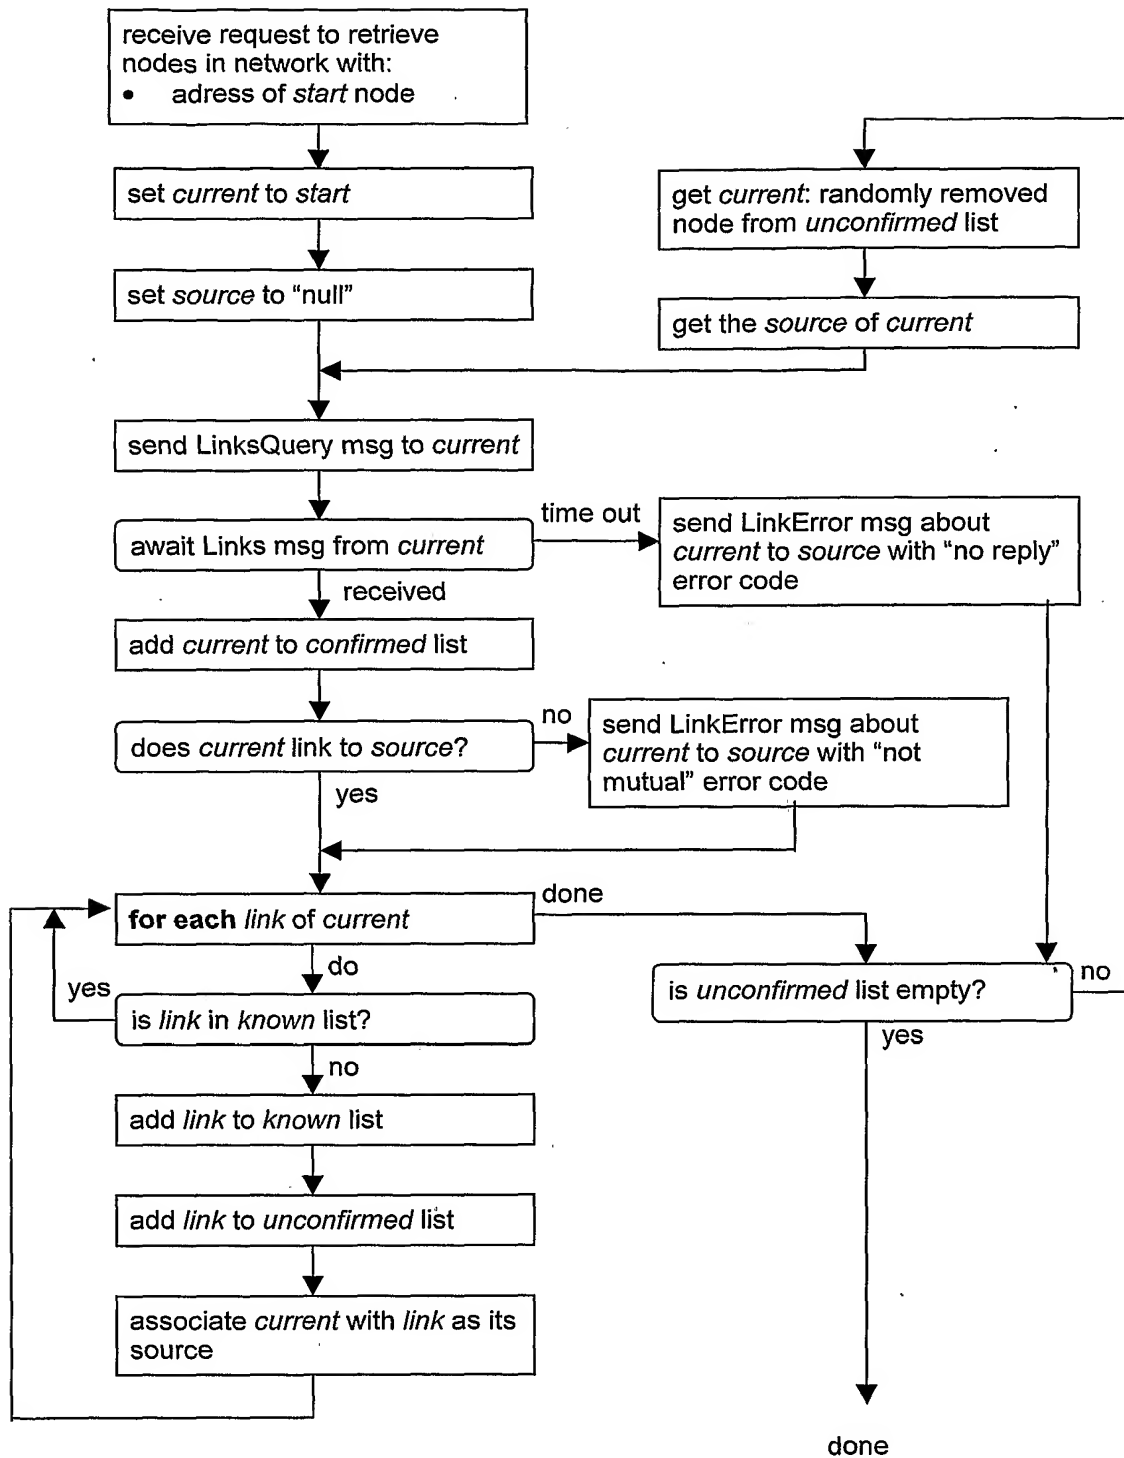 receive request to retrieve
nodes in network with:
• adress of start node
set current to start
set source to “null”
get current: randomly removed
node from unconfirmed list
get the source of current
send LinksQuery msg to current
await Links msg from current
time out
send LinkError msg about
current to source with “no reply”
error code
received
add current to confirmed list
does current link to source?
no
send LinkError msg about
current to source with “not
mutual” error code
yes
for each link of current
done
do
yes
is link in known list?
is unconfirmed list empty?
no
yes
no
add link to known list
add link to unconfirmed list
associate current with link as its
source
done